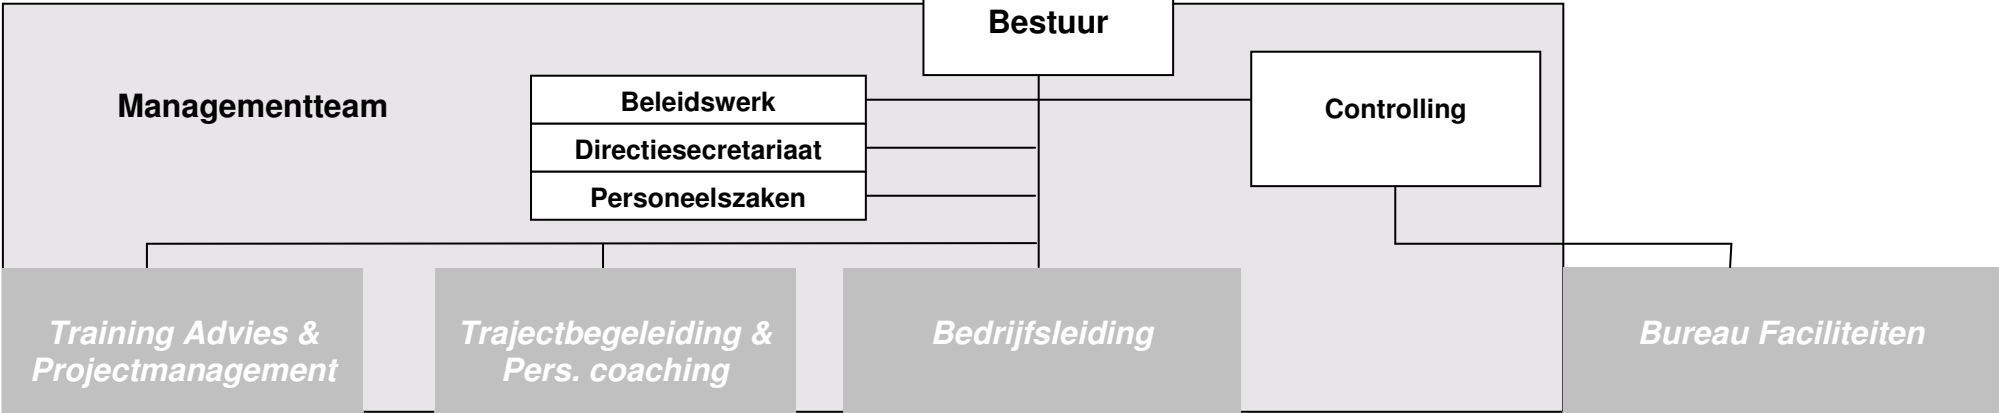 Bestuur
Managementteam
Beleidswerk
Directiesecretariaat
Personeelszaken
Controlling
Training Advies &
Projectmanagement
Trajectbegeleiding &
Pers. coaching
Bedrijfsleiding
Bureau Faciliteiten